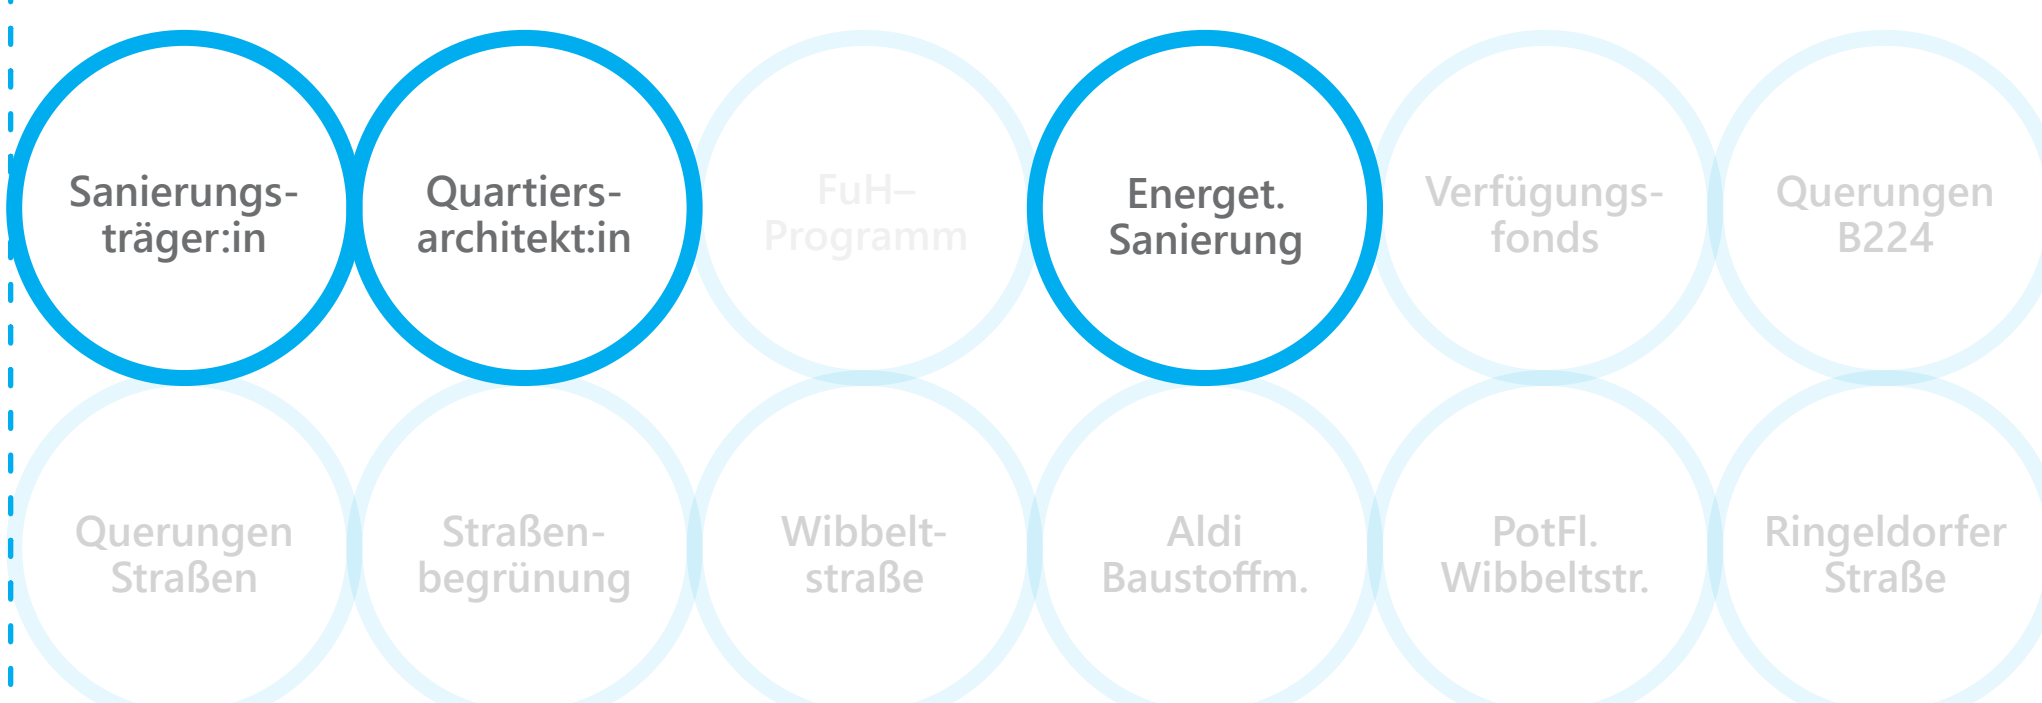 Sanierungs-
träger:in
Quartiers-
architekt:in
FuH–
Programm
Energet.
Sanierung
Verfügungs-
fonds
Querungen
B224
Querungen
Straßen
Straßen-
begrünung
Wibbelt-
straße
Aldi
Baustoffm.
PotFl.
Wibbeltstr.
Ringeldorfer
Straße